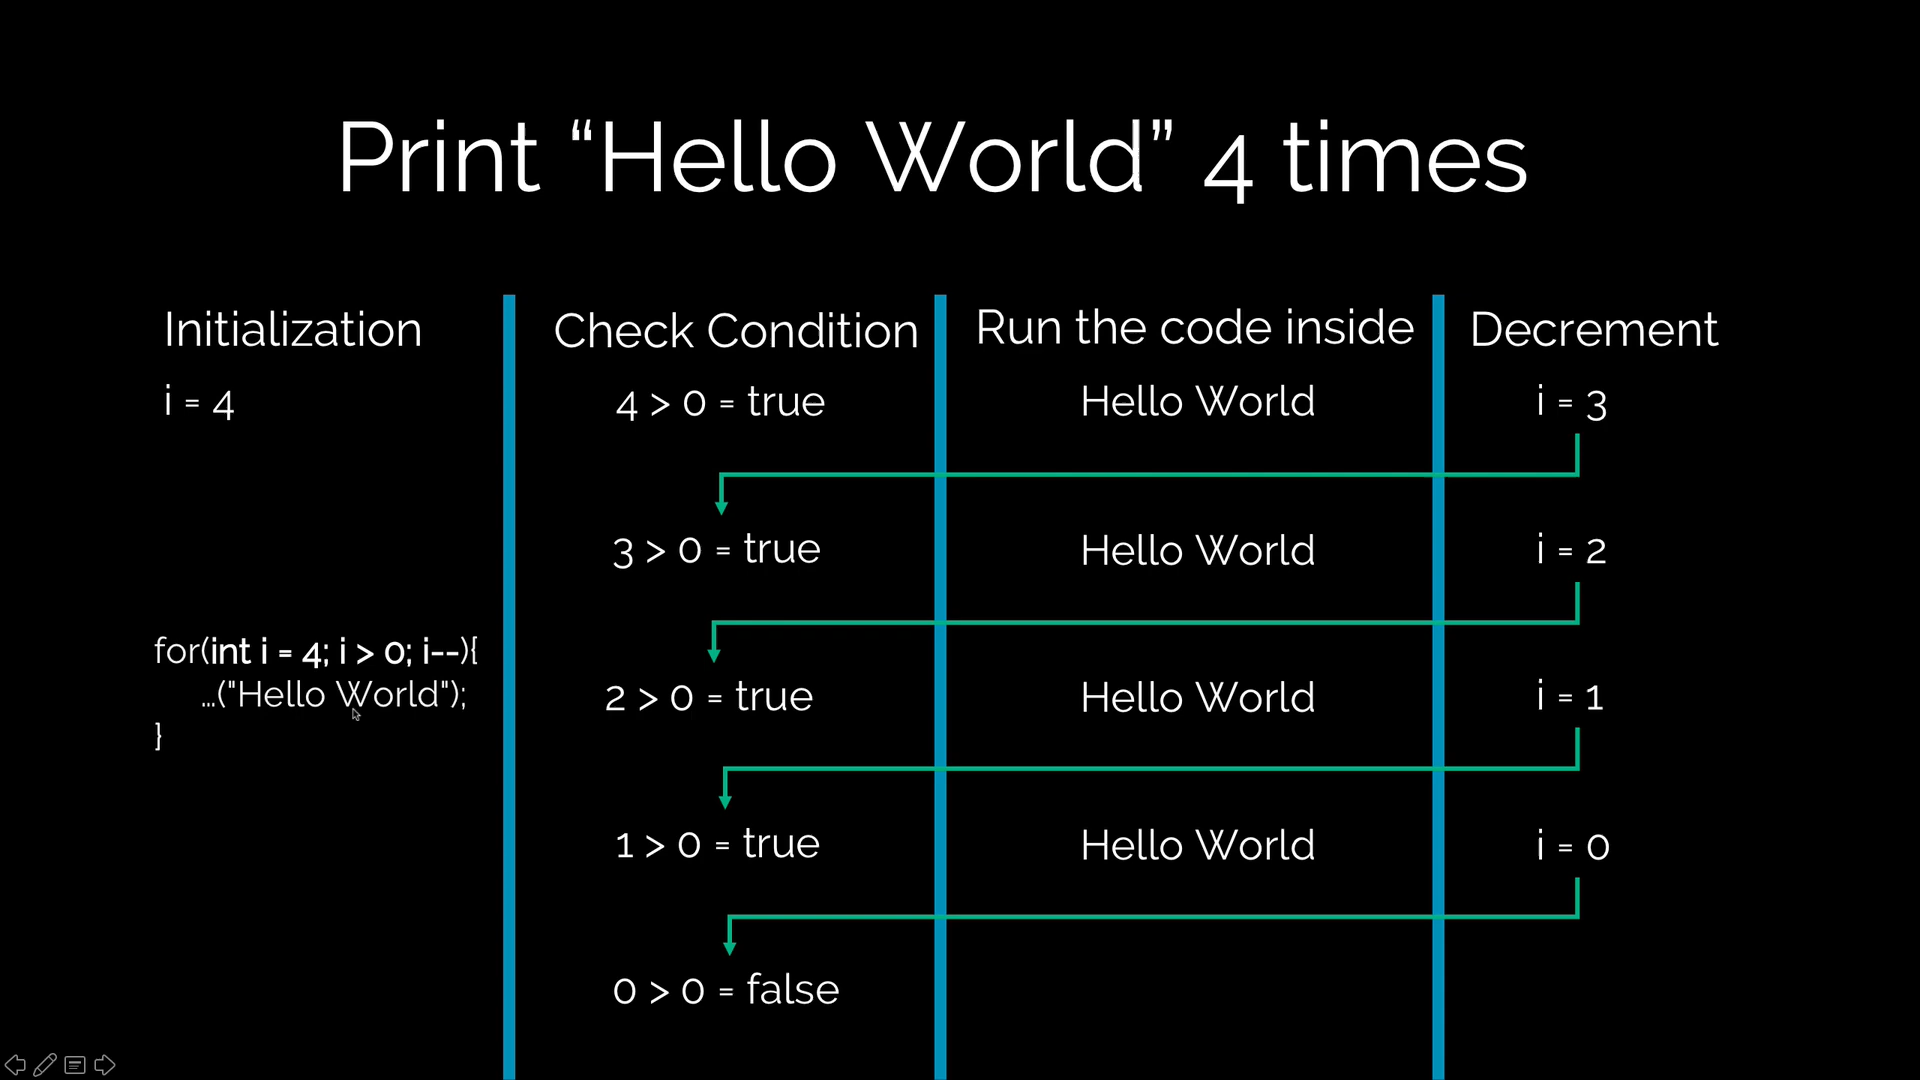 Print “Hello World” 4 times
Initialization
Check Condition
Run the code inside
Decrement
i = 4
4 > 0 = true
Hello World
i = 3
3 > 0 = true
Hello World
i = 2
for(int i = 4; i > 0; i--){
...("Hello World");
}
2 > 0 = true
Hello World
i = 1
1 > 0 = true
Hello World
i = 0
0 > 0 = false